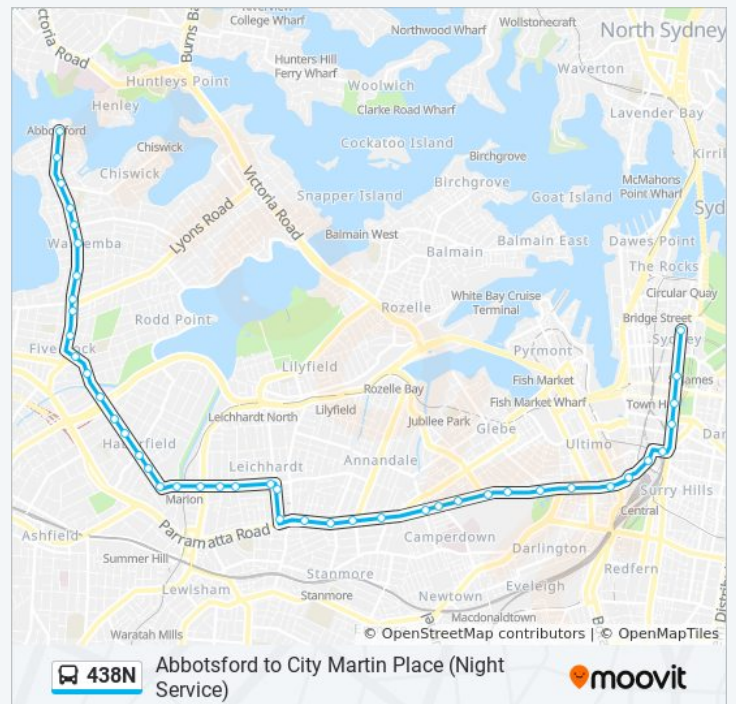 North Sydney
College Wharf
Northwood Wharf
Wollstonecraft
ctoria Road
Burns Ba
Hunters Hill
Ferry Wharf
Waverton
Huntleys Point
Woolwich
Henley
Clarke Road Wharf
Lavender Bay
Abbotsford
Chiswick
Cockatoo Island
Kirril
Birchgrove
Chiswick
Victoria Road
Birchgrove
McMahons
Point Wharf
Snapper Island
Goat Island
Syd
Lyons Road
Balmain West
Balmain East
Dawes Point
Balmain
The Rocks
White Bay Cruise
Terminal
Circular Quay
Rozelle
Bridge Street
Rodd Point
Sydney
Pyrmont
Lilyfield
Fish Market
James
Rozelle Bay
Fish Market Wharf
Town H
Leichhardt North
Lilyfield
Jubilee Park
Glebe
Haberfield
Ultimo
Dar
Leichhardt
Annandale
Surry Hills
Marion
Central
Parramatta Road
Camperdown
Ashfield
Darlington
Summer Hill
Stanmore
Redfern
Eveleigh
Lewisham
Stanmore
Newtown
Macdonaldtown
Waratah Mills
© OpenStreetMap contributors | © OpenMapTiles
438N
Abbotsford to City Martin Place (Night
Service)
moovit